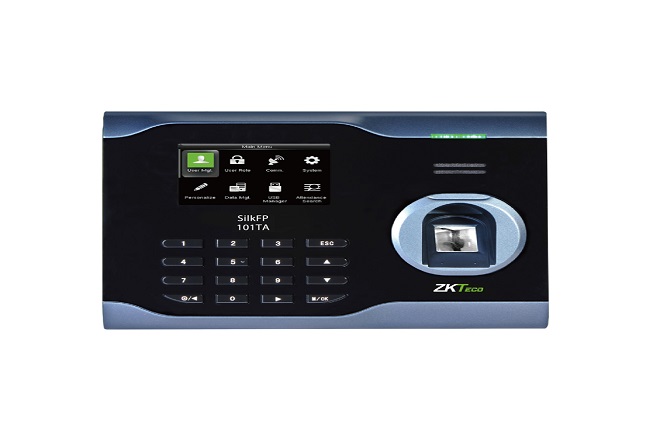 Main Menu
User Mgt. User Role Comm. System
Personalize Data Mgt. USB Manager Attendance Search
SilkFP
101TA
1 2 3 ESC
4 5 6 ▲
7 8 9 ▼
0 ▶ M/OK
ZKTECO